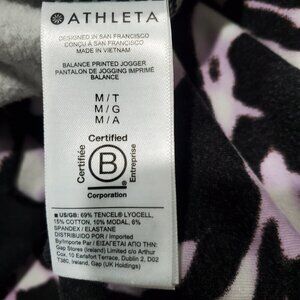 ATHLETA
DESIGNED IN SAN FRANCISCO
CONÇU À SAN FRANCISCO
MADE IN VIETNAM
BALANCE PRINTED JOGGER
PANTALON DE JOGGING IMPRIMÉ
BALANCE
M/T
M/G
M/A
Certified
Certifiée
B
Entreprise
Corporation
US/GB: 69% TENCEL® LYOCELL,
15% COTTON, 10% MODAL, 6%
SPANDEX / ELASTANE
DISTRIBUIDO POR / Imported
By/Importe Par / ΕΙΣΑΓΕΤΑΙ ΑΠΟ ΤΗΝ:
Gap Stores (Ireland) Limited c/o Arthur
Cox, 10 Earlsfort Terrace, Dublin 2, D02
T38C, Ireland, Gap (UK Holdings)